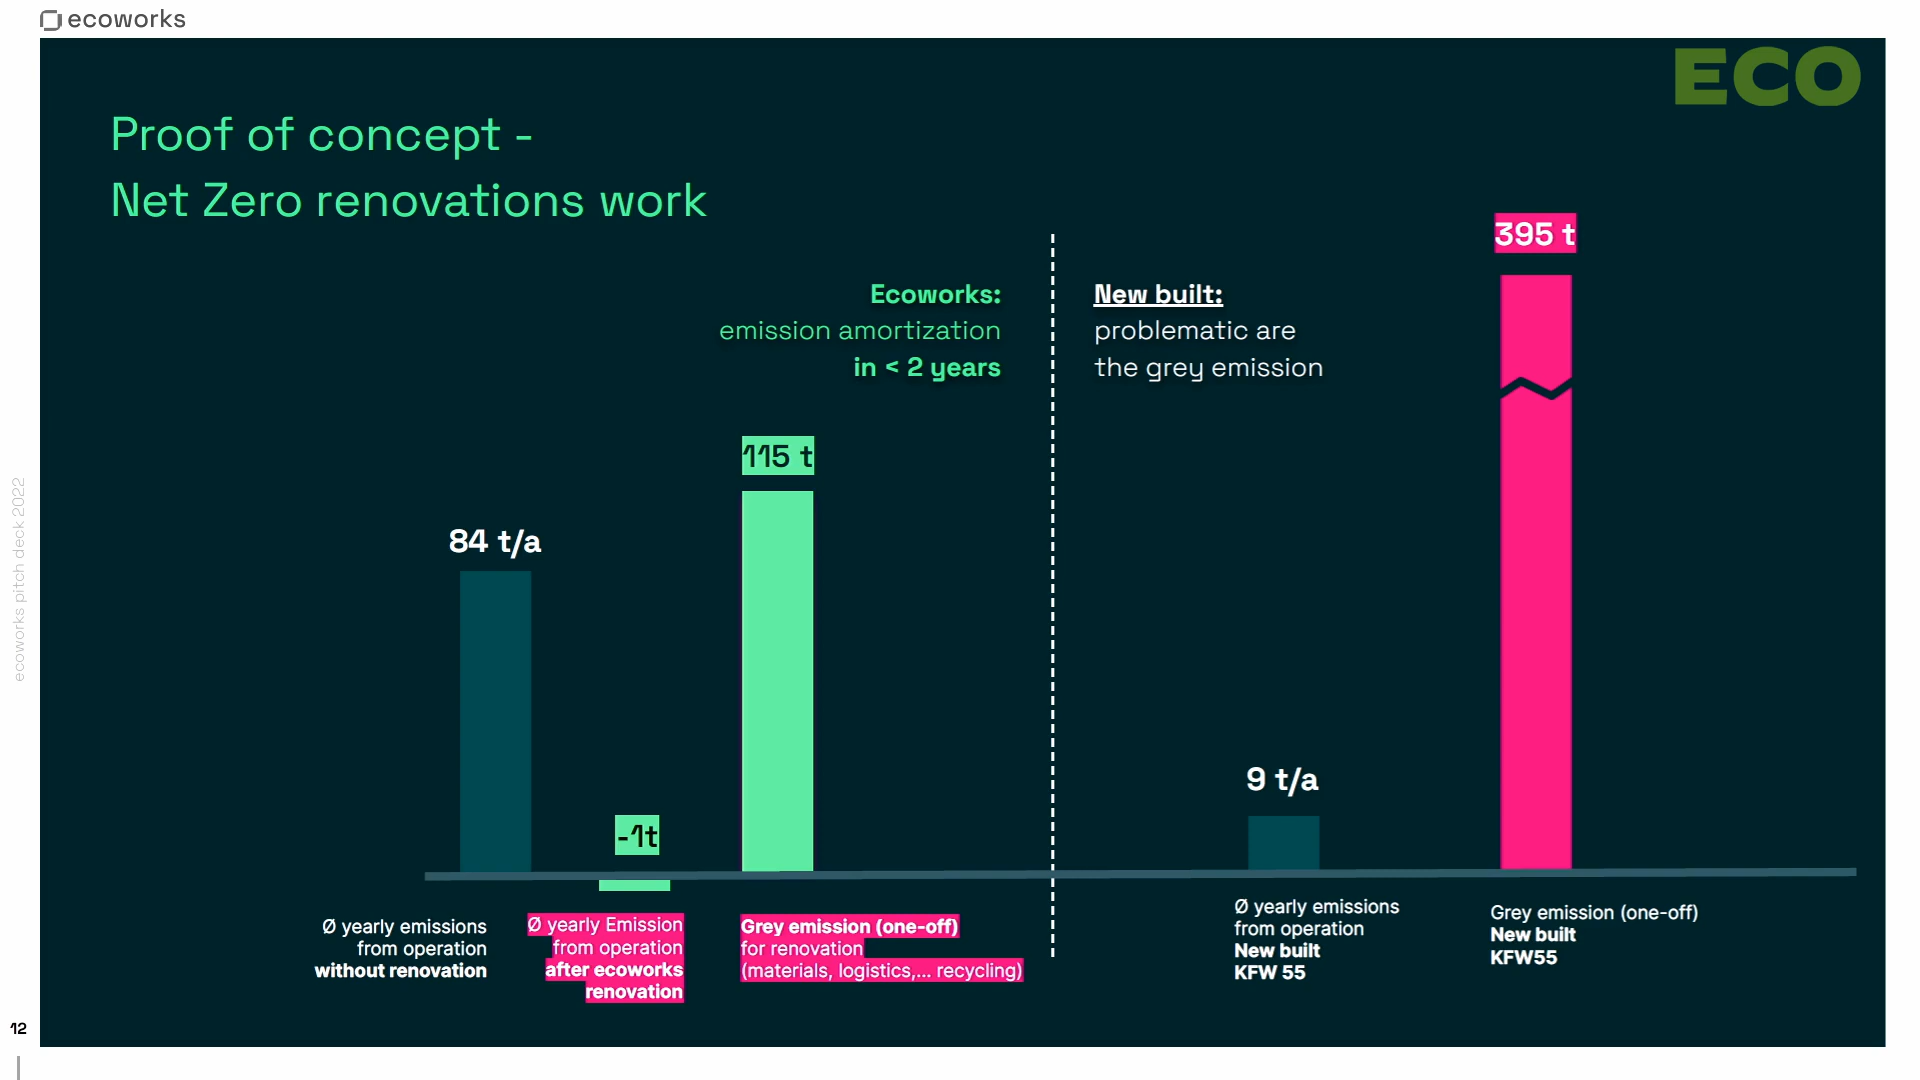 ecoworks
ECO
Proof of concept -
Net Zero renovations work
Ecoworks:
emission amortization
in < 2 years
New built:
problematic are
the grey emission
395 t
115 t
84 t/a
-1t
9 t/a
Ø yearly emissions
from operation
without renovation
Ø yearly Emission
from operation
after ecoworks
renovation
Grey emission (one-off)
for renovation
(materials, logistics,... recycling)
Ø yearly emissions
from operation
New built
KFW 55
Grey emission (one-off)
New built
KFW55
ecoworks pitch deck 2022
12